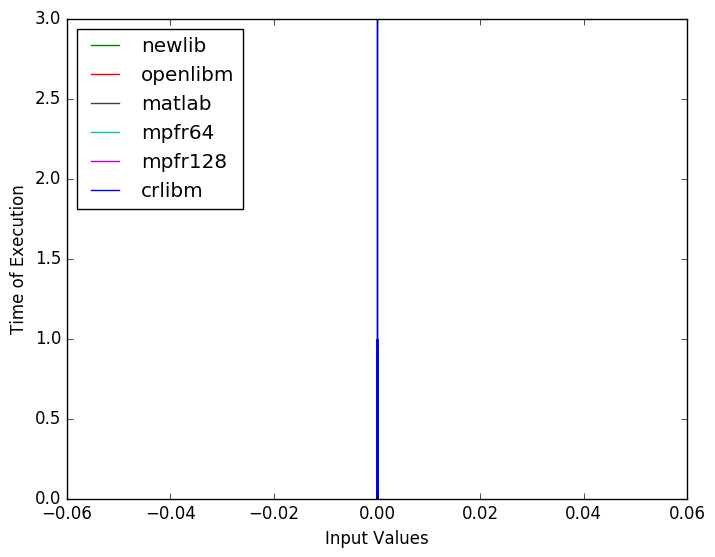 3.0
2.5
2.0
1.5
1.0
0.5
0.0
newlib
openlibm
matlab
mpfr64
mpfr128
crlibm
Time of Execution
−0.06 −0.04 −0.02 0.00 0.02 0.04 0.06
Input Values